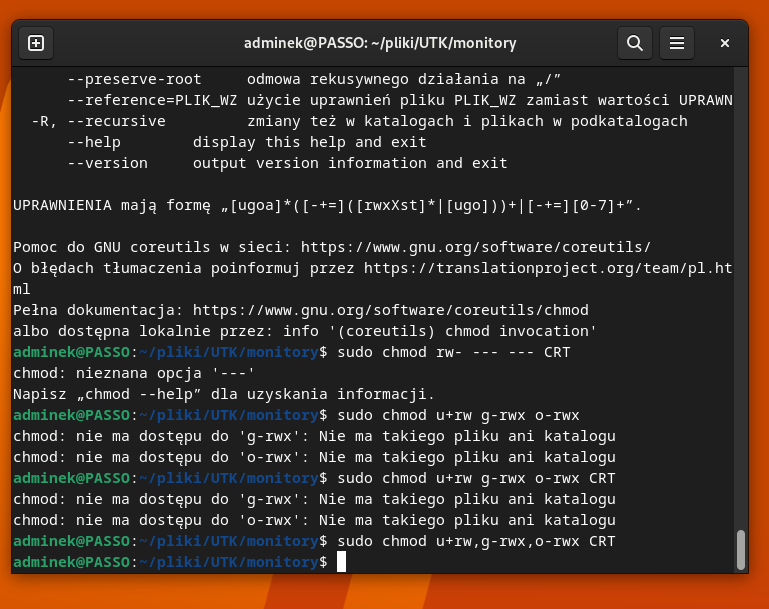 adminek@PASSO: ~/pliki/UTK/monitory
--preserve-root     odmowa rekusywnego działania na „/”
--reference=PLIK_WZ użycie uprawnień pliku PLIK_WZ zamiast wartości UPRAWN
-R, --recursive         zmiany też w katalogach i plikach w podkatalogach
--help        display this help and exit
--version     output version information and exit
UPRAWNIENIA mają formę „[ugoa]*([-+=]([rwxXst]*|[ugo]))+|[-+=][0-7]+”.
Pomoc do GNU coreutils w sieci: https://www.gnu.org/software/coreutils/
O błędach tłumaczenia poinformuj przez https://translationproject.org/team/pl.ht
ml
Pełna dokumentacja: https://www.gnu.org/software/coreutils/chmod
albo dostępna lokalnie przez: info '(coreutils) chmod invocation'
adminek@PASSO:~/pliki/UTK/monitory$ sudo chmod rw- --- --- CRT
chmod: nieznana opcja '---'
Napisz „chmod --help” dla uzyskania informacji.
adminek@PASSO:~/pliki/UTK/monitory$ sudo chmod u+rw g-rwx o-rwx
chmod: nie ma dostępu do 'g-rwx': Nie ma takiego pliku ani katalogu
chmod: nie ma dostępu do 'o-rwx': Nie ma takiego pliku ani katalogu
adminek@PASSO:~/pliki/UTK/monitory$ sudo chmod u+rw g-rwx o-rwx CRT
chmod: nie ma dostępu do 'g-rwx': Nie ma takiego pliku ani katalogu
chmod: nie ma dostępu do 'o-rwx': Nie ma takiego pliku ani katalogu
adminek@PASSO:~/pliki/UTK/monitory$ sudo chmod u+rw,g-rwx,o-rwx CRT
adminek@PASSO:~/pliki/UTK/monitory$